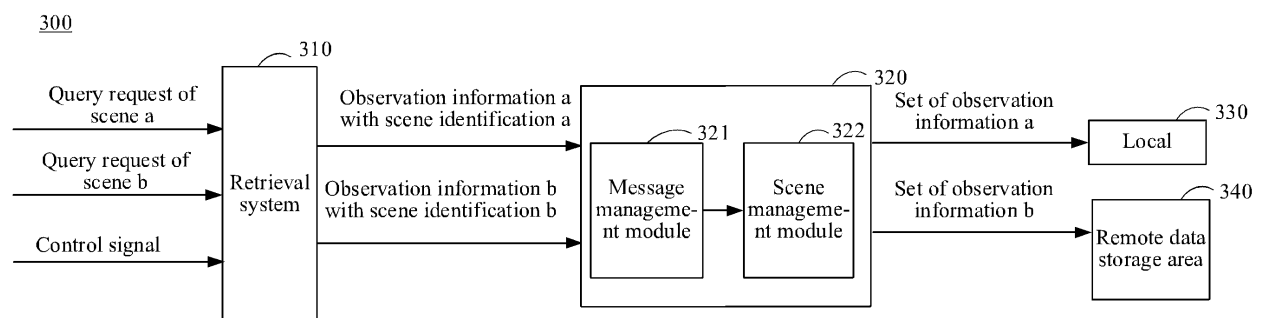 300
310
Query request of
scene a
Query request of
scene b
Control signal
Retrieval
system
Observation information a
with scene identification a
Observation information b
with scene identification b
320
321
Message
manageme-
nt module
322
Scene
manageme-
nt module
Set of observation
information a
Set of observation
information b
330
Local
340
Remote data
storage area